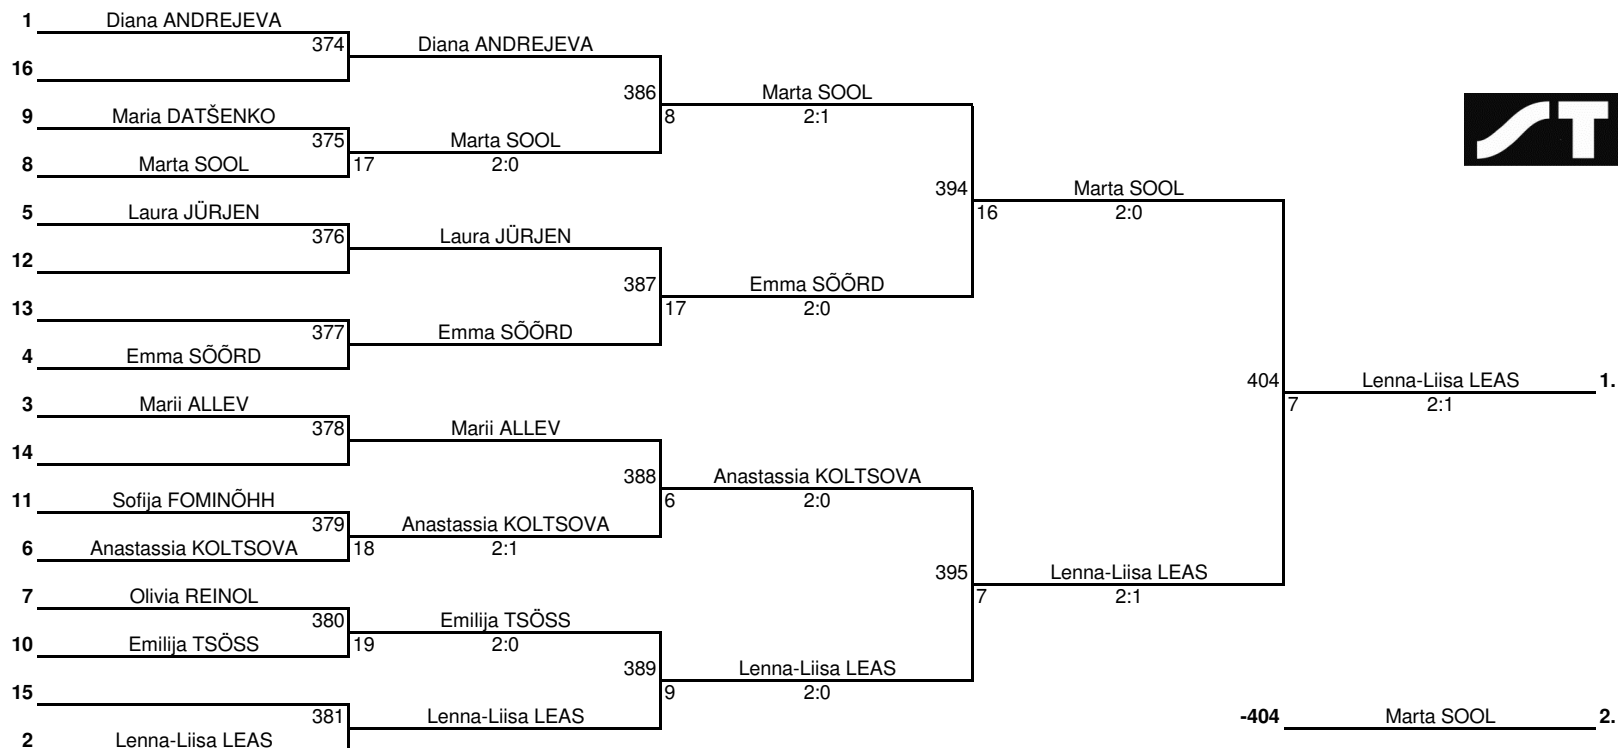 1 Diana ANDREJEVA
374 Diana ANDREJEVA
16
386 Marta SOOL
9 Maria DATŠENKO
8 2:1
375 Marta SOOL
8 Marta SOOL
17 2:0
394 Marta SOOL
5 Laura JÜRJEN
16 2:0
376 Laura JÜRJEN
12
387 Emma SÕÕRD
13
17 2:0
377 Emma SÕÕRD
4 Emma SÕÕRD
404 Lenna-Liisa LEAS 1.
3 Marii ALLEV
7 2:1
378 Marii ALLEV
14
388 Anastassia KOLTSOVA
11 Sofija FOMINÕHH
6 2:0
379 Anastassia KOLTSOVA
6 Anastassia KOLTSOVA
18 2:1
395 Lenna-Liisa LEAS
7 Olivia REINOL
7 2:1
380 Emilija TSÖSS
10 Emilija TSÖSS
19 2:0
389 Lenna-Liisa LEAS
15
9 2:0
381 Lenna-Liisa LEAS
-404 Marta SOOL 2.
2 Lenna-Liisa LEAS
ST